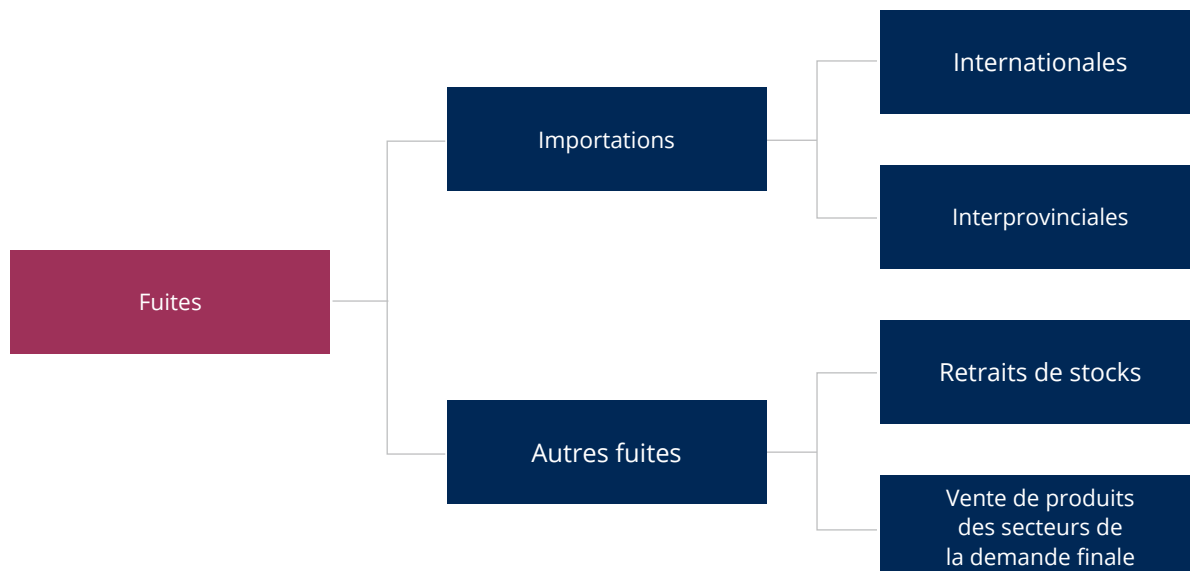 Fuites
Importations
Internationales
Interprovinciales
Autres fuites
Retraits de stocks
Vente de produits
des secteurs de
la demande finale